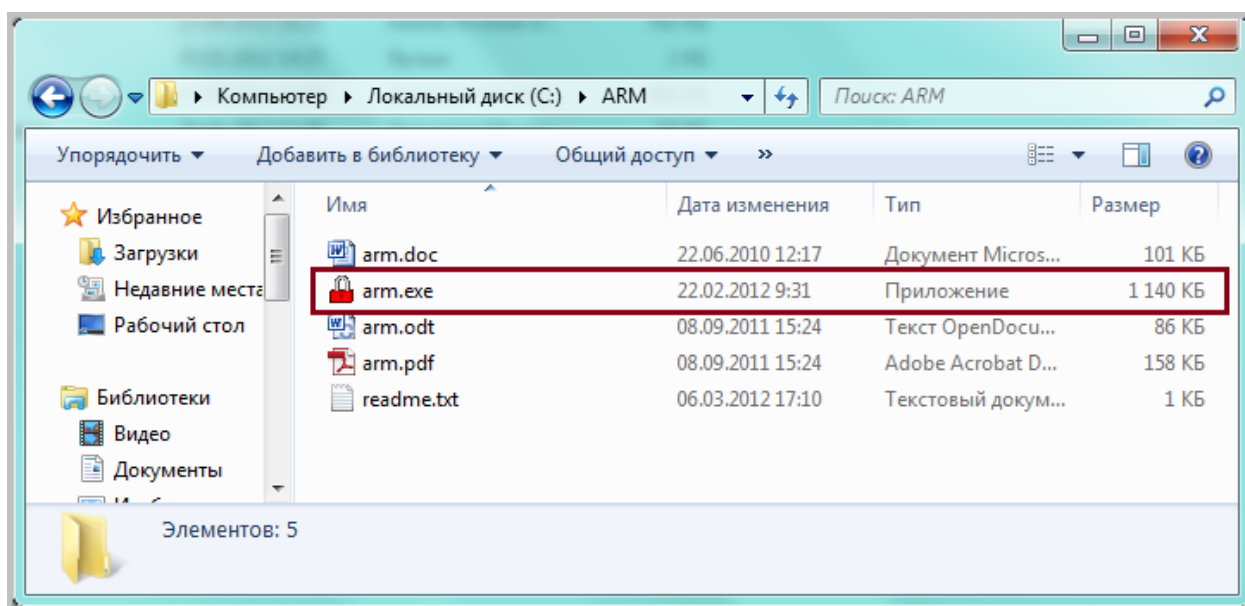 Компьютер Локальный диск (C:) ARM Поиск: ARM
Упорядочить Добавить в библиотеку Общий доступ »
Избранное
Загрузки
Недавние места
Рабочий стол
Библиотеки
Видео
Документы
Имя Дата изменения Тип Размер
arm.doc 22.06.2010 12:17 Документ Micros... 101 КБ
arm.exe 22.02.2012 9:31 Приложение 1 140 КБ
arm.odt 08.09.2011 15:24 Текст OpenDocu... 86 КБ
arm.pdf 08.09.2011 15:24 Adobe Acrobat D... 158 КБ
readme.txt 06.03.2012 17:10 Текстовый докум... 1 КБ
Элементов: 5